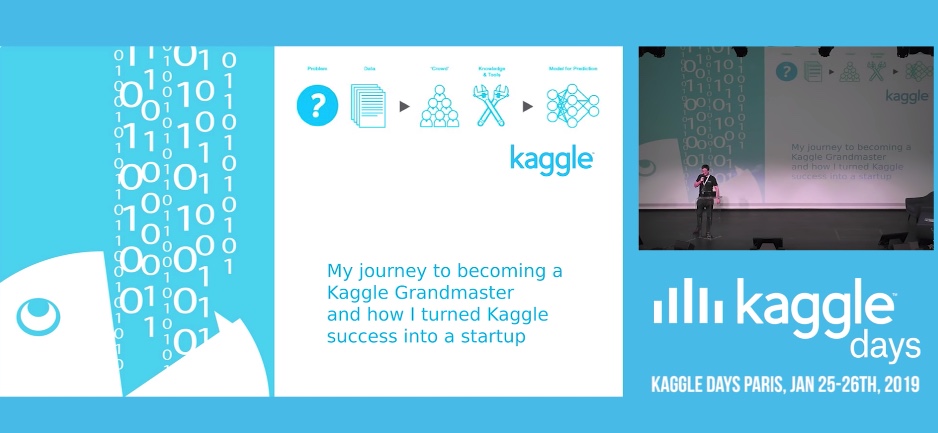 Problem Data 'Crowd' Knowledge & Tools Model for Prediction
kaggle
My journey to becoming a
Kaggle Grandmaster
and how I turned Kaggle
success into a startup
kaggle
My journey to becoming a
Kaggle Grandmaster
and how I turned Kaggle
success into a startup
kaggle
days
KAGGLE DAYS PARIS, JAN 25-26TH, 2019